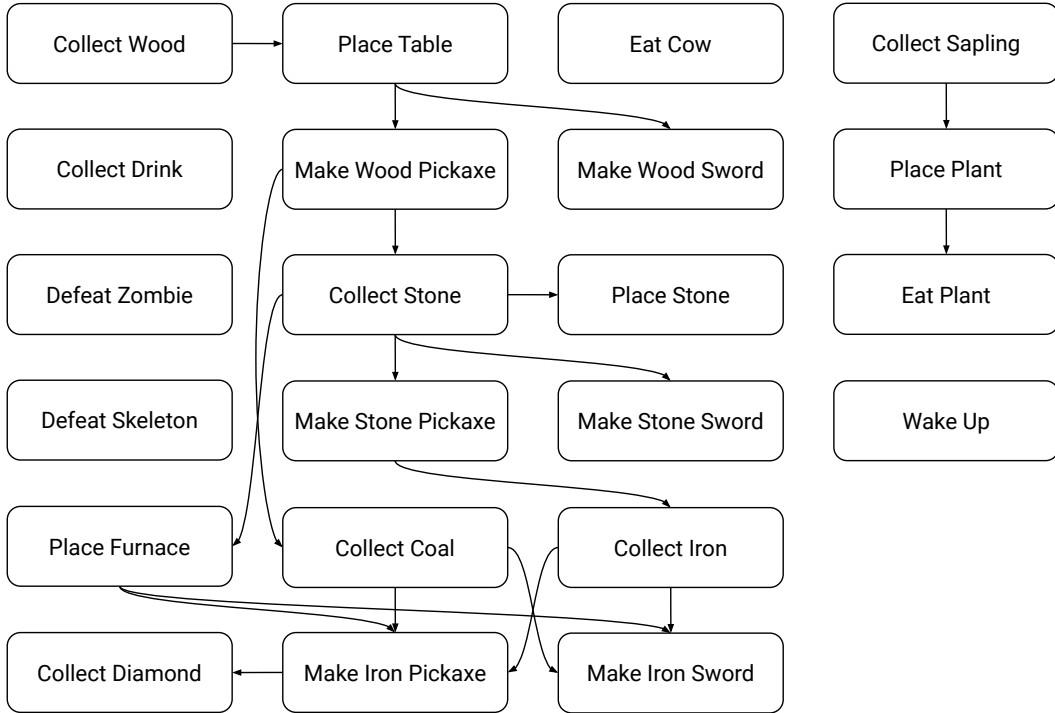 Collect Wood
Place Table
Eat Cow
Collect Sapling
Collect Drink
Make Wood Pickaxe
Make Wood Sword
Place Plant
Defeat Zombie
Collect Stone
Place Stone
Eat Plant
Defeat Skeleton
Make Stone Pickaxe
Make Stone Sword
Wake Up
Place Furnace
Collect Coal
Collect Iron
Collect Diamond
Make Iron Pickaxe
Make Iron Sword